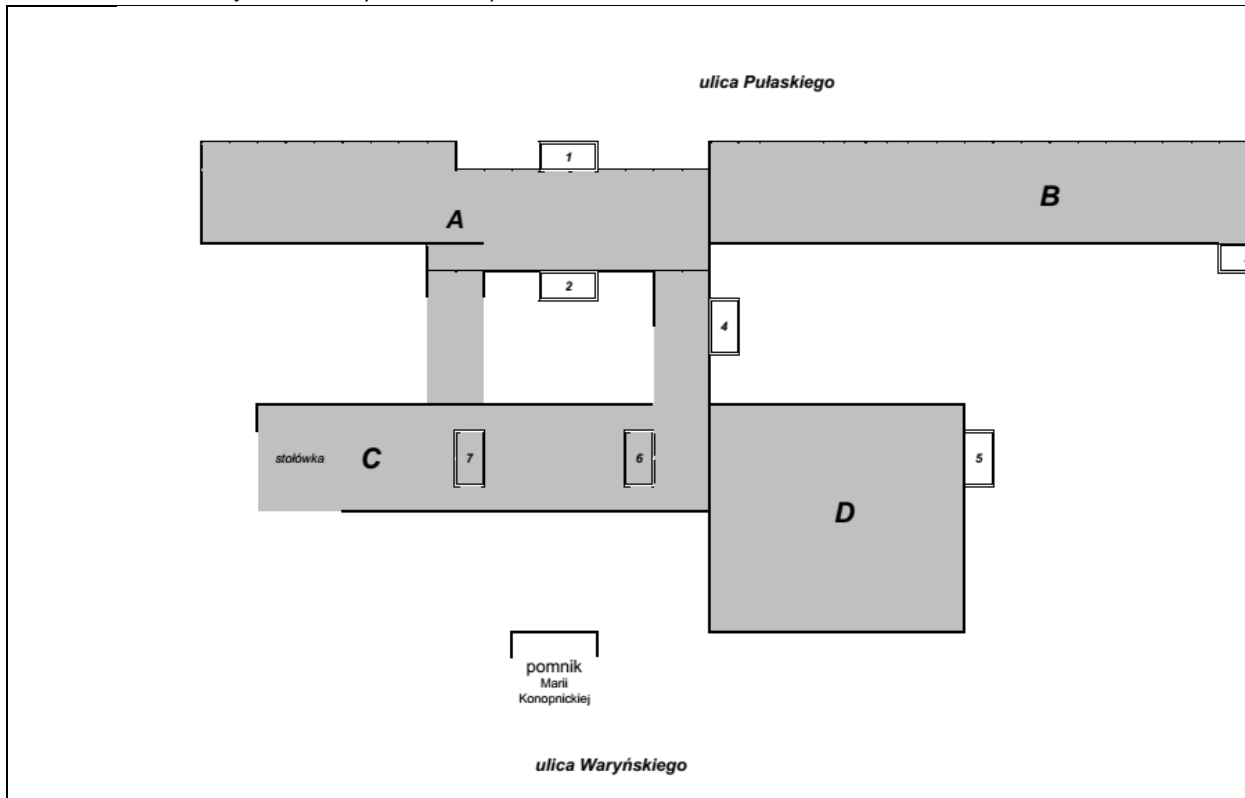 ulica Pułaskiego
1
A
B
2
4
stołówka
C
7
6
5
D
pomnik
Marii
Konopnickiej
ulica Waryńskiego